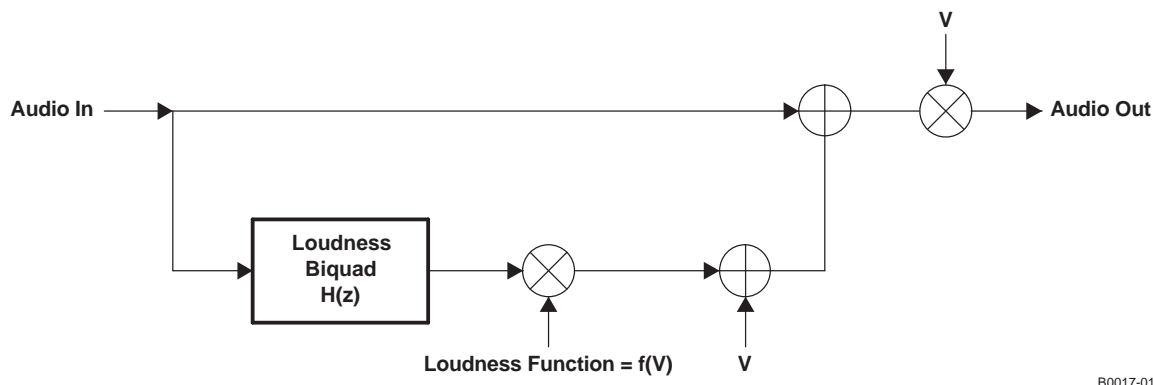 V
Audio In
Audio Out
Loudness
Biquad
H(z)
Loudness Function = f(V)
V
B0017-01